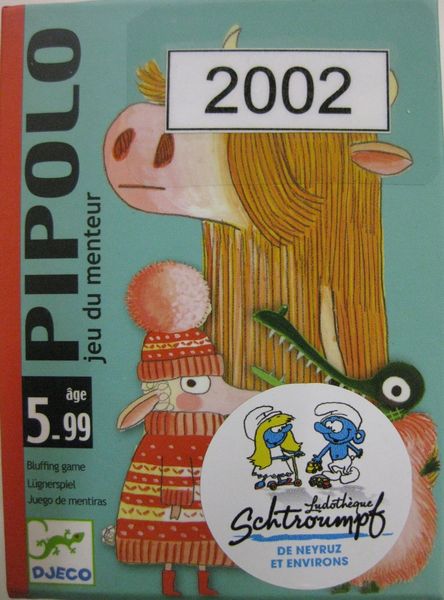 2002
PIPOLO
jeu du menteur
âge
5-99
Bluffing game
Lügnerspiel
Juego de mentiras
DJECO
Ludothèque
Schtroumpf
DE NEYRUZ
ET ENVIRONS